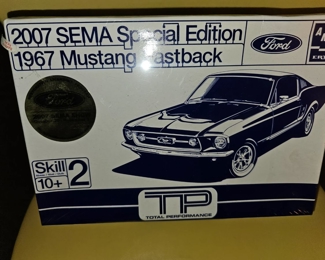 2007 SEMA Special Edition
1967 Mustang Fastback
Ford
Skill
2
10+
TP
TOTAL PERFORMANCE